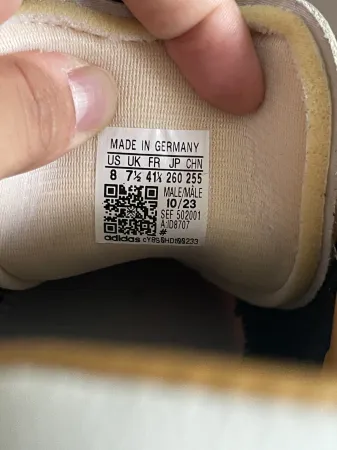 MADE IN GERMANY
US UK FR JP CHN
8 7½ 41⅓ 260 255
MALE/MÂLE
10/23
SEF 502001
A:JD8707
#
adidas